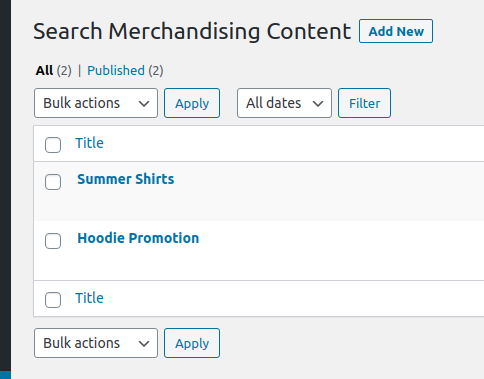 Search Merchandising Content Add New
All (2) | Published (2)
Bulk actions Apply All dates Filter
Title
Summer Shirts
Hoodie Promotion
Title
Bulk actions Apply